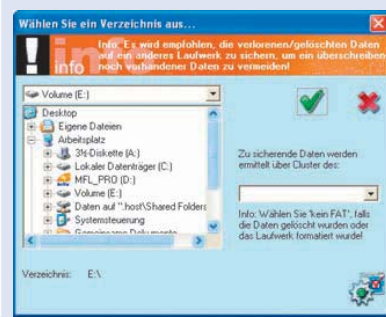 Wählen Sie ein Verzeichnis aus...
Info: Es wird empfohlen, die verlorenen/gelöschten Daten
auf ein anderes Laufwerk zu sichern, um ein überschreiben
noch vorhandener Daten zu vermeiden!
info
Volume (E:)
Desktop
Eigene Dateien
Arbeitsplatz
3½-Diskette (A:)
Lokaler Datenträger (C:)
MFL_PRO (D:)
Volume (E:)
Daten auf ".host\Shared Folders
Systemsteuerung
Gemeinsame Dokumente
Zu sichernde Daten werden
ermittelt über Cluster des:
Info: Wählen Sie 'kein FAT', falls
die Daten gelöscht wurden oder
das Laufwerk formatiert wurde!
Verzeichnis: E:\